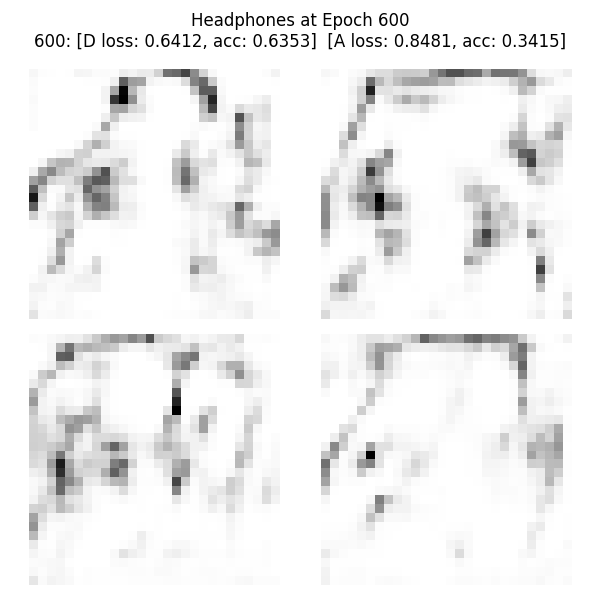 Headphones at Epoch 600
600: [D loss: 0.6412, acc: 0.6353]  [A loss: 0.8481, acc: 0.3415]